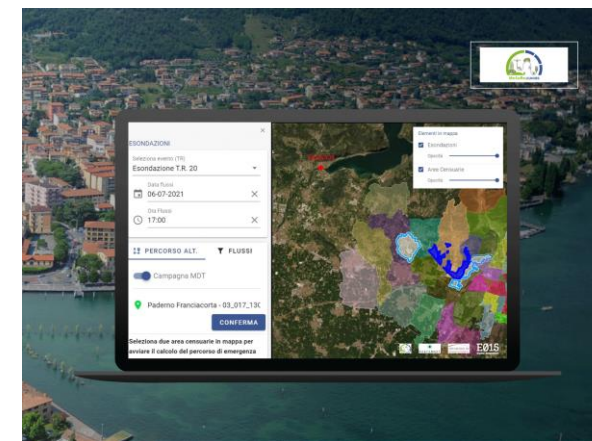 ESONDAZIONI
Seleziona evento (TR)
Esondazione T.R. 20
Data flussi
06-07-2021
Ora Flussi
17:00
PERCORSO ALT.
FLUSSI
Campagna MDT
Paderno Franciacorta - 03_017_130
CONFERMA
Seleziona due area censuarie in mappa per
avviare il calcolo del percorso di emergenza
Elementi in mappa
Esondazioni
Opacità
Aree Censuarie
Opacità
E015